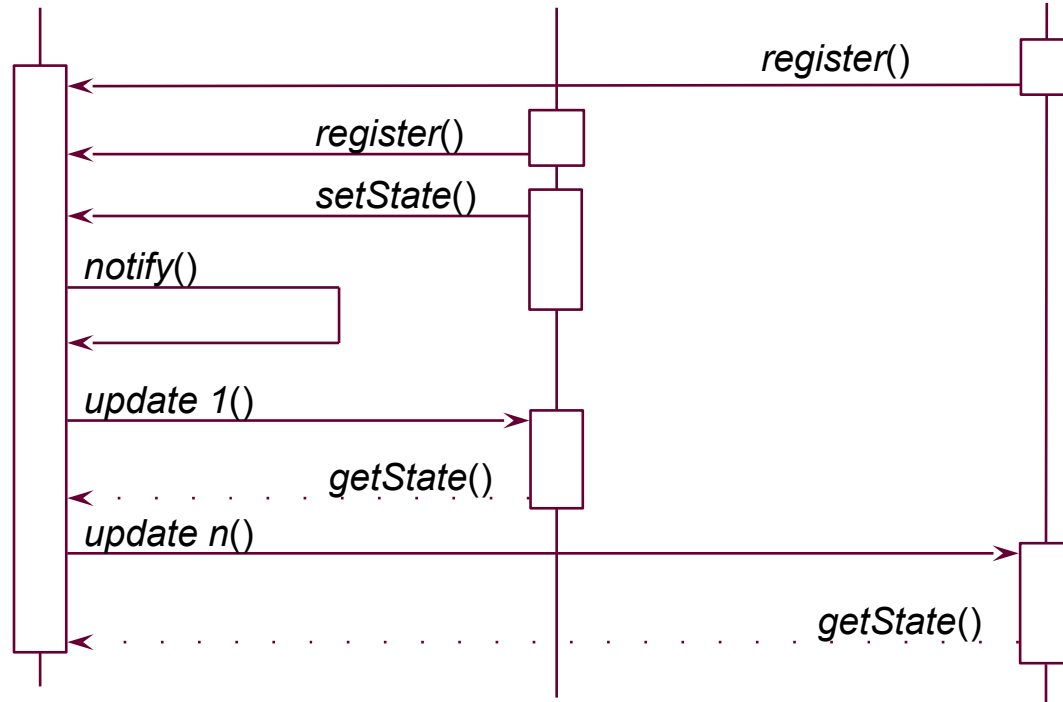 register()
register()
setState()
notify()
update 1()
getState()
update n()
getState()